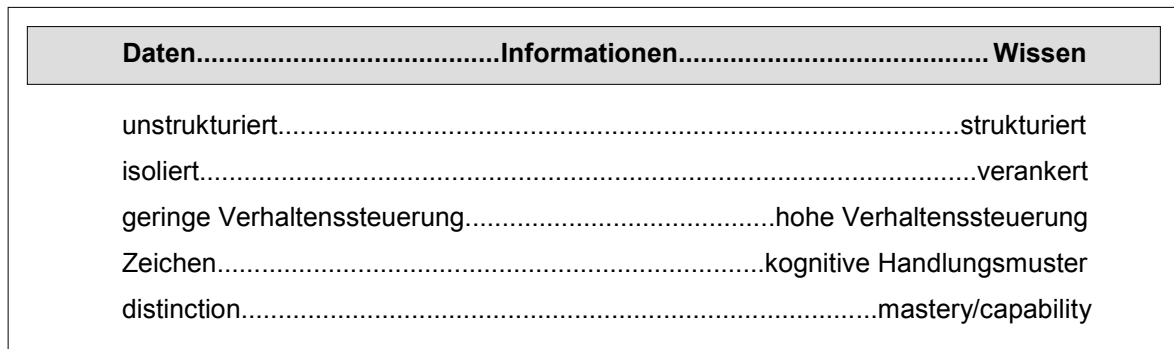 Daten.........................................Informationen.......................................... Wissen
unstrukturiert.............................................................................................strukturiert
isoliert..........................................................................................................verankert
geringe Verhaltenssteuerung..........................................hohe Verhaltenssteuerung
Zeichen...........................................................................kognitive Handlungsmuster
distinction.......................................................................................mastery/capability